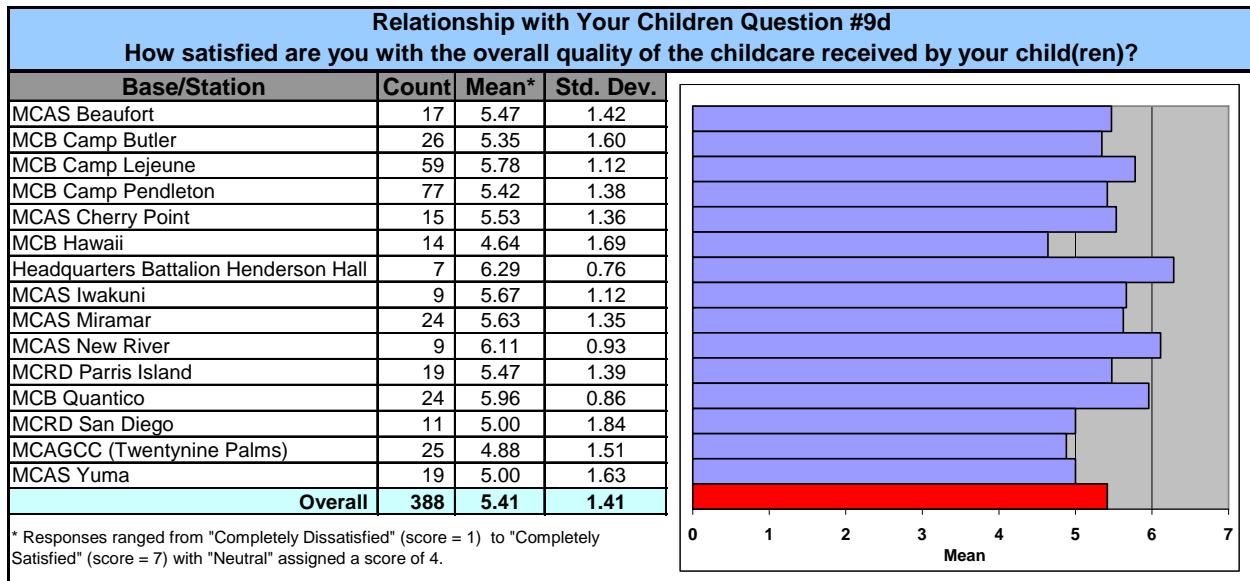 Relationship with Your Children Question #9d
How satisfied are you with the overall quality of the childcare received by your child(ren)?
Base/Station Count Mean* Std. Dev.
MCAS Beaufort 17 5.47 1.42
MCB Camp Butler 26 5.35 1.60
MCB Camp Lejeune 59 5.78 1.12
MCB Camp Pendleton 77 5.42 1.38
MCAS Cherry Point 15 5.53 1.36
MCB Hawaii 14 4.64 1.69
Headquarters Battalion Henderson Hall 7 6.29 0.76
MCAS Iwakuni 9 5.67 1.12
MCAS Miramar 24 5.63 1.35
MCAS New River 9 6.11 0.93
MCRD Parris Island 19 5.47 1.39
MCB Quantico 24 5.96 0.86
MCRD San Diego 11 5.00 1.84
MCAGCC (Twentynine Palms) 25 4.88 1.51
MCAS Yuma 19 5.00 1.63
Overall 388 5.41 1.41
* Responses ranged from "Completely Dissatisfied" (score = 1) to "Completely
Satisfied" (score = 7) with "Neutral" assigned a score of 4.
0 1 2 3 4 5 6 7
Mean